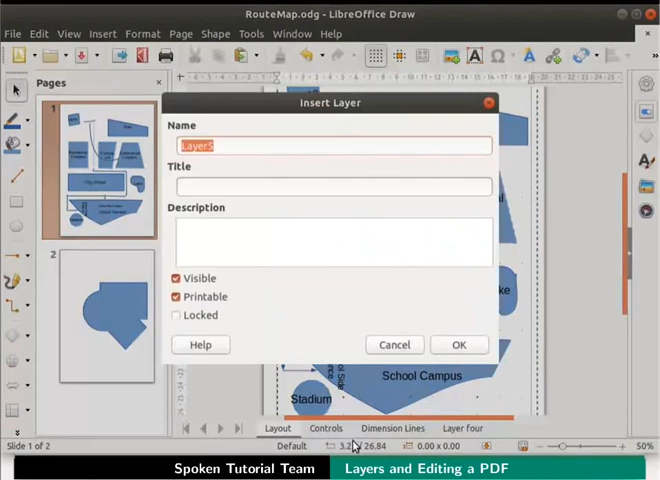 RouteMap.odg - LibreOffice Draw
File Edit View Insert Format Page Shape Tools Window Help
Pages
1
2
Insert Layer
Name
Layer5
Title
Description
Visible
Printable
Locked
Help Cancel OK
School Campus
Stadium
Layout Controls Dimension Lines Layer four
Slide 1 of 2 Default 0.00 x 0.00 50%
Spoken Tutorial Team Layers and Editing a PDF